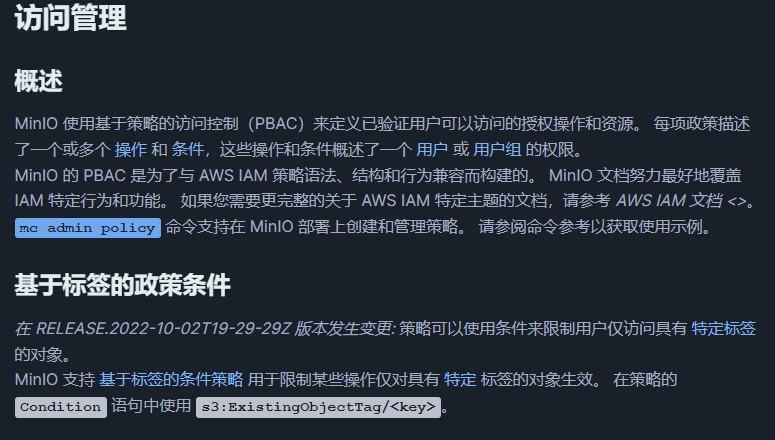 访问管理
概述
MinIO 使用基于策略的访问控制（PBAC）来定义已验证用户可以访问的授权操作和资源。 每项政策描述
了一个或多个 操作 和 条件，这些操作和条件概述了一个 用户 或 用户组 的权限。
MinIO 的 PBAC 是为了与 AWS IAM 策略语法、结构和行为兼容而构建的。 MinIO 文档努力最好地覆盖
IAM 特定行为和功能。 如果您需要更完整的关于 AWS IAM 特定主题的文档，请参考 AWS IAM 文档 <>。
mc admin policy 命令支持在 MinIO 部署上创建和管理策略。 请参阅命令参考以获取使用示例。
基于标签的政策条件
在 RELEASE.2022-10-02T19-29-29Z 版本发生变更: 策略可以使用条件来限制用户仅访问具有 特定标签
的对象。
MinIO 支持 基于标签的条件策略 用于限制某些操作仅对具有 特定 标签的对象生效。 在策略的
Condition 语句中使用 s3:ExistingObjectTag/<key>。